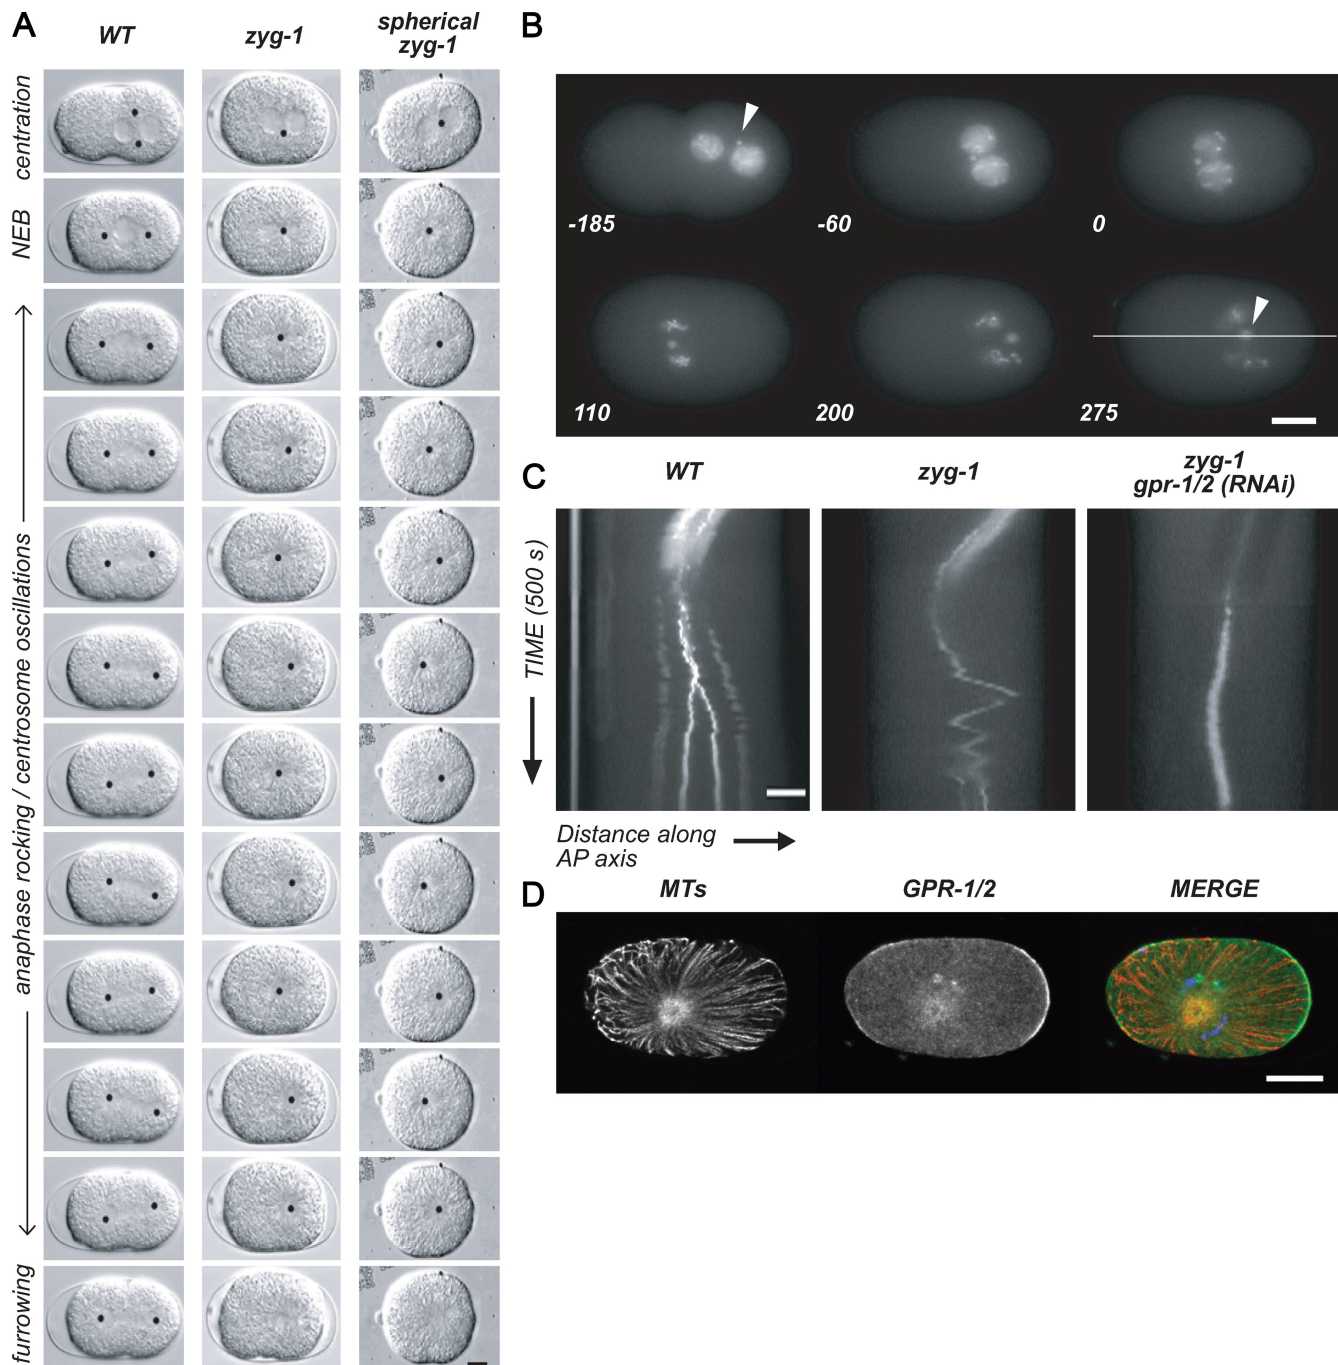 A
WT
zyg-1
spherical
zyg-1
centration
NEB
anaphase rocking / centrosome oscillations
furrowing
B
-185
-60
0
110
200
275
C
WT
zyg-1
zyg-1
gpr-1/2 (RNAi)
TIME (500 s)
Distance along
AP axis
D
MTs
GPR-1/2
MERGE